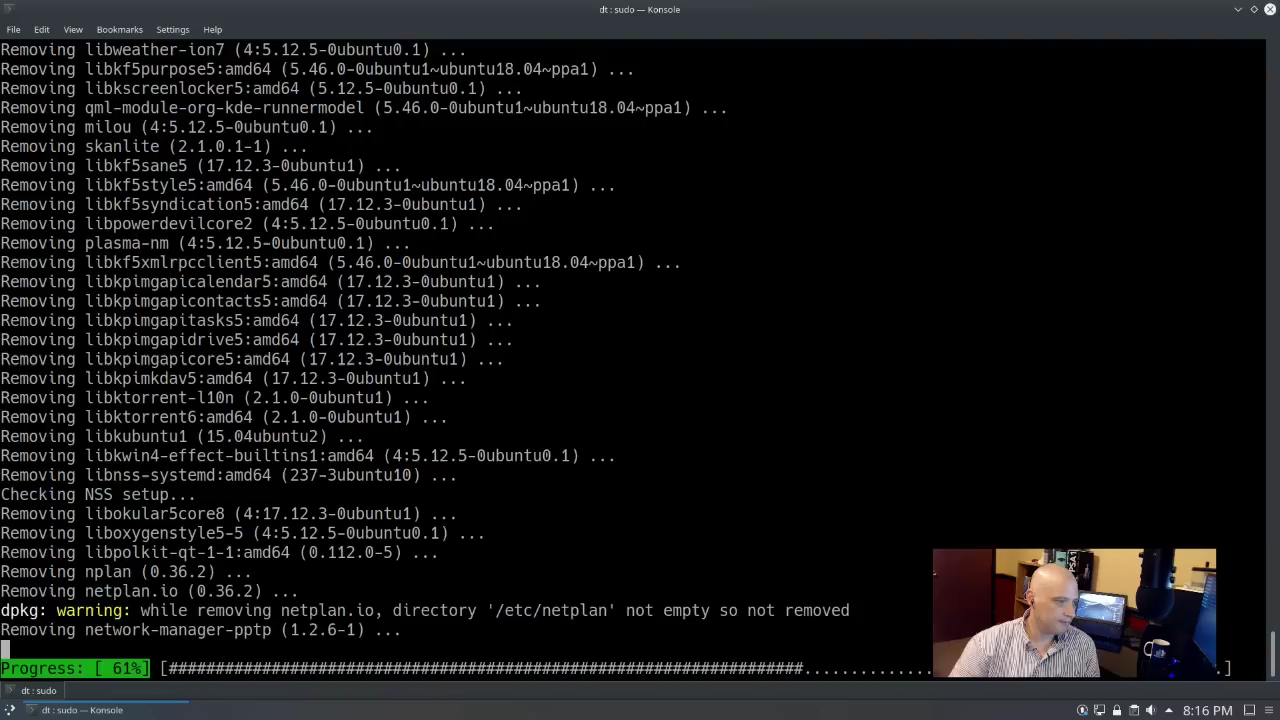 dt : sudo — Konsole
File Edit View Bookmarks Settings Help
Removing libweather-ion7 (4:5.12.5-0ubuntu0.1) ...
Removing libkf5purpose5:amd64 (5.46.0-0ubuntu1~ubuntu18.04~ppa1) ...
Removing libkscreenlocker5 (5.12.5-0ubuntu0.1) ...
Removing qml-module-org-kde-runnermodel (5.46.0-0ubuntu1~ubuntu18.04~ppa1) ...
Removing milou (4:5.12.5-0ubuntu0.1) ...
Removing skanlite (2.1.0.1-1) ...
Removing libkf5sane5 (17.12.3-0ubuntu1) ...
Removing libkf5style5:amd64 (5.46.0-0ubuntu1~ubuntu18.04~ppa1) ...
Removing libkf5syndication5:amd64 (17.12.3-0ubuntu1) ...
Removing libpowerdevilcore2 (4:5.12.5-0ubuntu0.1) ...
Removing plasma-nm (4:5.12.5-0ubuntu0.1) ...
Removing libkf5xmlrpcclient5:amd64 (5.46.0-0ubuntu1~ubuntu18.04~ppa1) ...
Removing libkpimgapicalendar5:amd64 (17.12.3-0ubuntu1) ...
Removing libkpimgapicontacts5:amd64 (17.12.3-0ubuntu1) ...
Removing libkpimgapitasks5:amd64 (17.12.3-0ubuntu1) ...
Removing libkpimgapidrive5:amd64 (17.12.3-0ubuntu1) ...
Removing libkpimgapicore5:amd64 (17.12.3-0ubuntu1) ...
Removing libkpimkdav5:amd64 (17.12.3-0ubuntu1) ...
Removing libktorrent-l10n (2.1.0-0ubuntu1) ...
Removing libktorrent6:amd64 (2.1.0-0ubuntu1) ...
Removing libkubuntu1 (15.04ubuntu2) ...
Removing libkwin4-effect-builtins1:amd64 (4:5.12.5-0ubuntu0.1) ...
Removing libnss-systemd:amd64 (237-3ubuntu10) ...
Checking NSS setup...
Removing libokular5core8 (4:17.12.3-0ubuntu1) ...
Removing liboxygenstyle5-5 (4:5.12.5-0ubuntu0.1) ...
Removing libpolkit-qt-1-1:amd64 (0.112.0-5) ...
Removing nplan (0.36.2) ...
Removing netplan.io (0.36.2) ...
dpkg: warning: while removing netplan.io, directory '/etc/netplan' not empty so not removed
Removing network-manager-pptp (1.2.6-1) ...
Progress: [ 61%] [####################################################################.............. .]
dt : sudo
dt : sudo — Konsole
8:16 PM